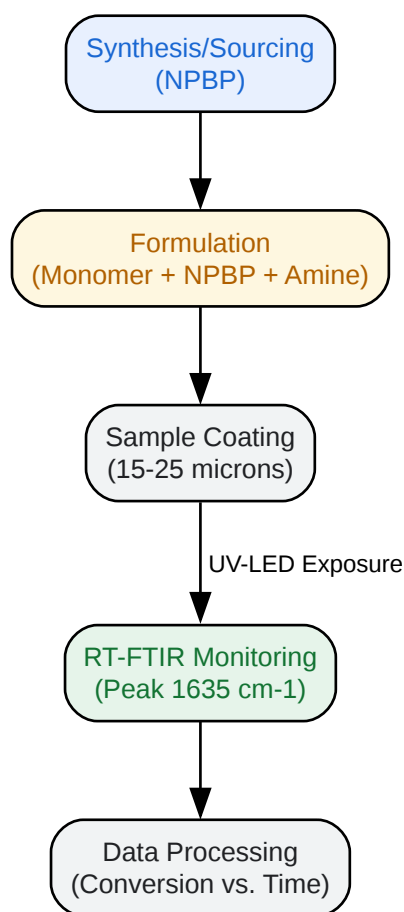 Synthesis/Sourcing
(NPBP)
Formulation
(Monomer + NPBP + Amine)
Sample Coating
(15-25 microns)
UV-LED Exposure
RT-FTIR Monitoring
(Peak 1635 cm-1)
Data Processing
(Conversion vs. Time)